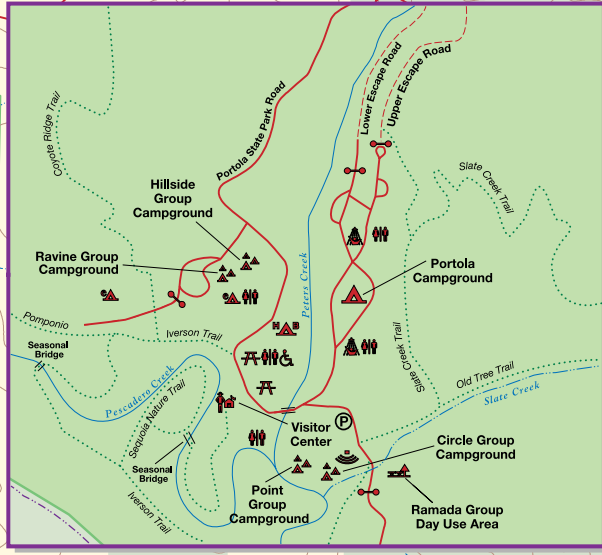 Lower Escape Road
Upper Escape Road
Portola State Park Road
Coyote Ridge Trail
Slate Creek Trail
Hillside
Group
Campground
Ravine Group
Campground
Peters Creek
Portola
Campground
e
e
Pomponio
Iverson Trail
H B
Seasonal
Bridge
Slate Creek Trail
Old Tree Trail
Slate Creek
Pescadero Creek
Sequoia Nature Trail
Visitor
Center
P
Circle Group
Campground
Seasonal
Bridge
Iverson Trail
Point
Group
Campground
Ramada Group
Day Use Area